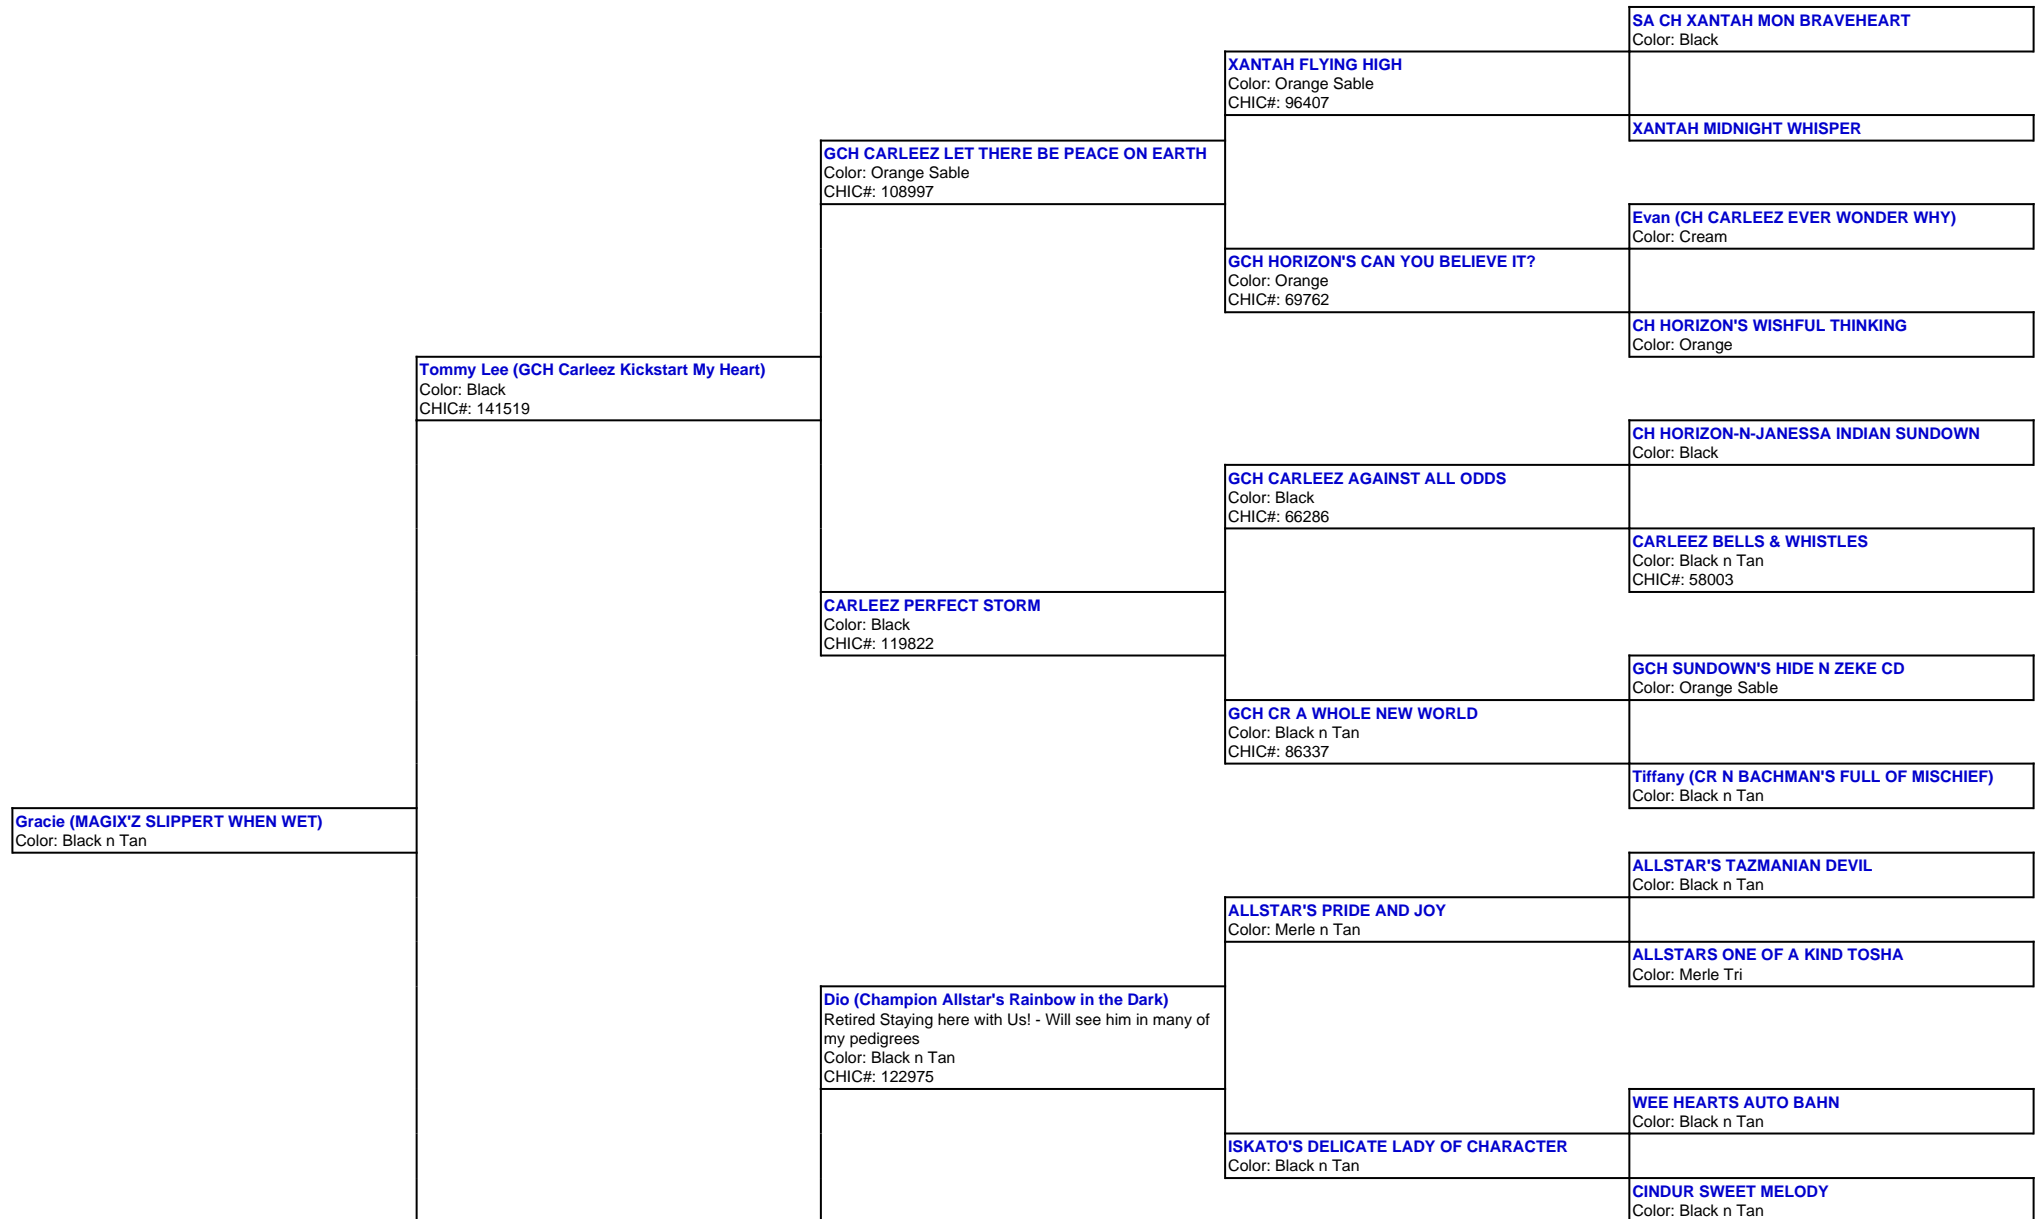 SA CH XANTAH MON BRAVEHEART
Color: Black
XANTAH FLYING HIGH
Color: Orange Sable
CHIC#: 96407
XANTAH MIDNIGHT WHISPER
GCH CARLEEZ LET THERE BE PEACE ON EARTH
Color: Orange Sable
CHIC#: 108997
Evan (CH CARLEEZ EVER WONDER WHY)
Color: Cream
GCH HORIZON'S CAN YOU BELIEVE IT?
Color: Orange
CHIC#: 69762
CH HORIZON'S WISHFUL THINKING
Color: Orange
Tommy Lee (GCH Carleez Kickstart My Heart)
Color: Black
CHIC#: 141519
CH HORIZON-N-JANESSA INDIAN SUNDOWN
Color: Black
GCH CARLEEZ AGAINST ALL ODDS
Color: Black
CHIC#: 66286
CARLEEZ BELLS & WHISTLES
Color: Black n Tan
CHIC#: 58003
CARLEEZ PERFECT STORM
Color: Black
CHIC#: 119822
GCH SUNDOWN'S HIDE N ZEKE CD
Color: Orange Sable
GCH CR A WHOLE NEW WORLD
Color: Black n Tan
CHIC#: 86337
Tiffany (CR N BACHMAN'S FULL OF MISCHIEF)
Color: Black n Tan
Gracie (MAGIX'Z SLIPPERT WHEN WET)
Color: Black n Tan
ALLSTAR'S TAZMANIAN DEVIL
Color: Black n Tan
ALLSTAR'S PRIDE AND JOY
Color: Merle n Tan
ALLSTARS ONE OF A KIND TOSHA
Color: Merle Tri
Dio (Champion Allstar's Rainbow in the Dark)
Retired Staying here with Us! - Will see him in many of
my pedigrees
Color: Black n Tan
CHIC#: 122975
WEE HEARTS AUTO BAHN
Color: Black n Tan
ISKATO'S DELICATE LADY OF CHARACTER
Color: Black n Tan
CINDUR SWEET MELODY
Color: Black n Tan